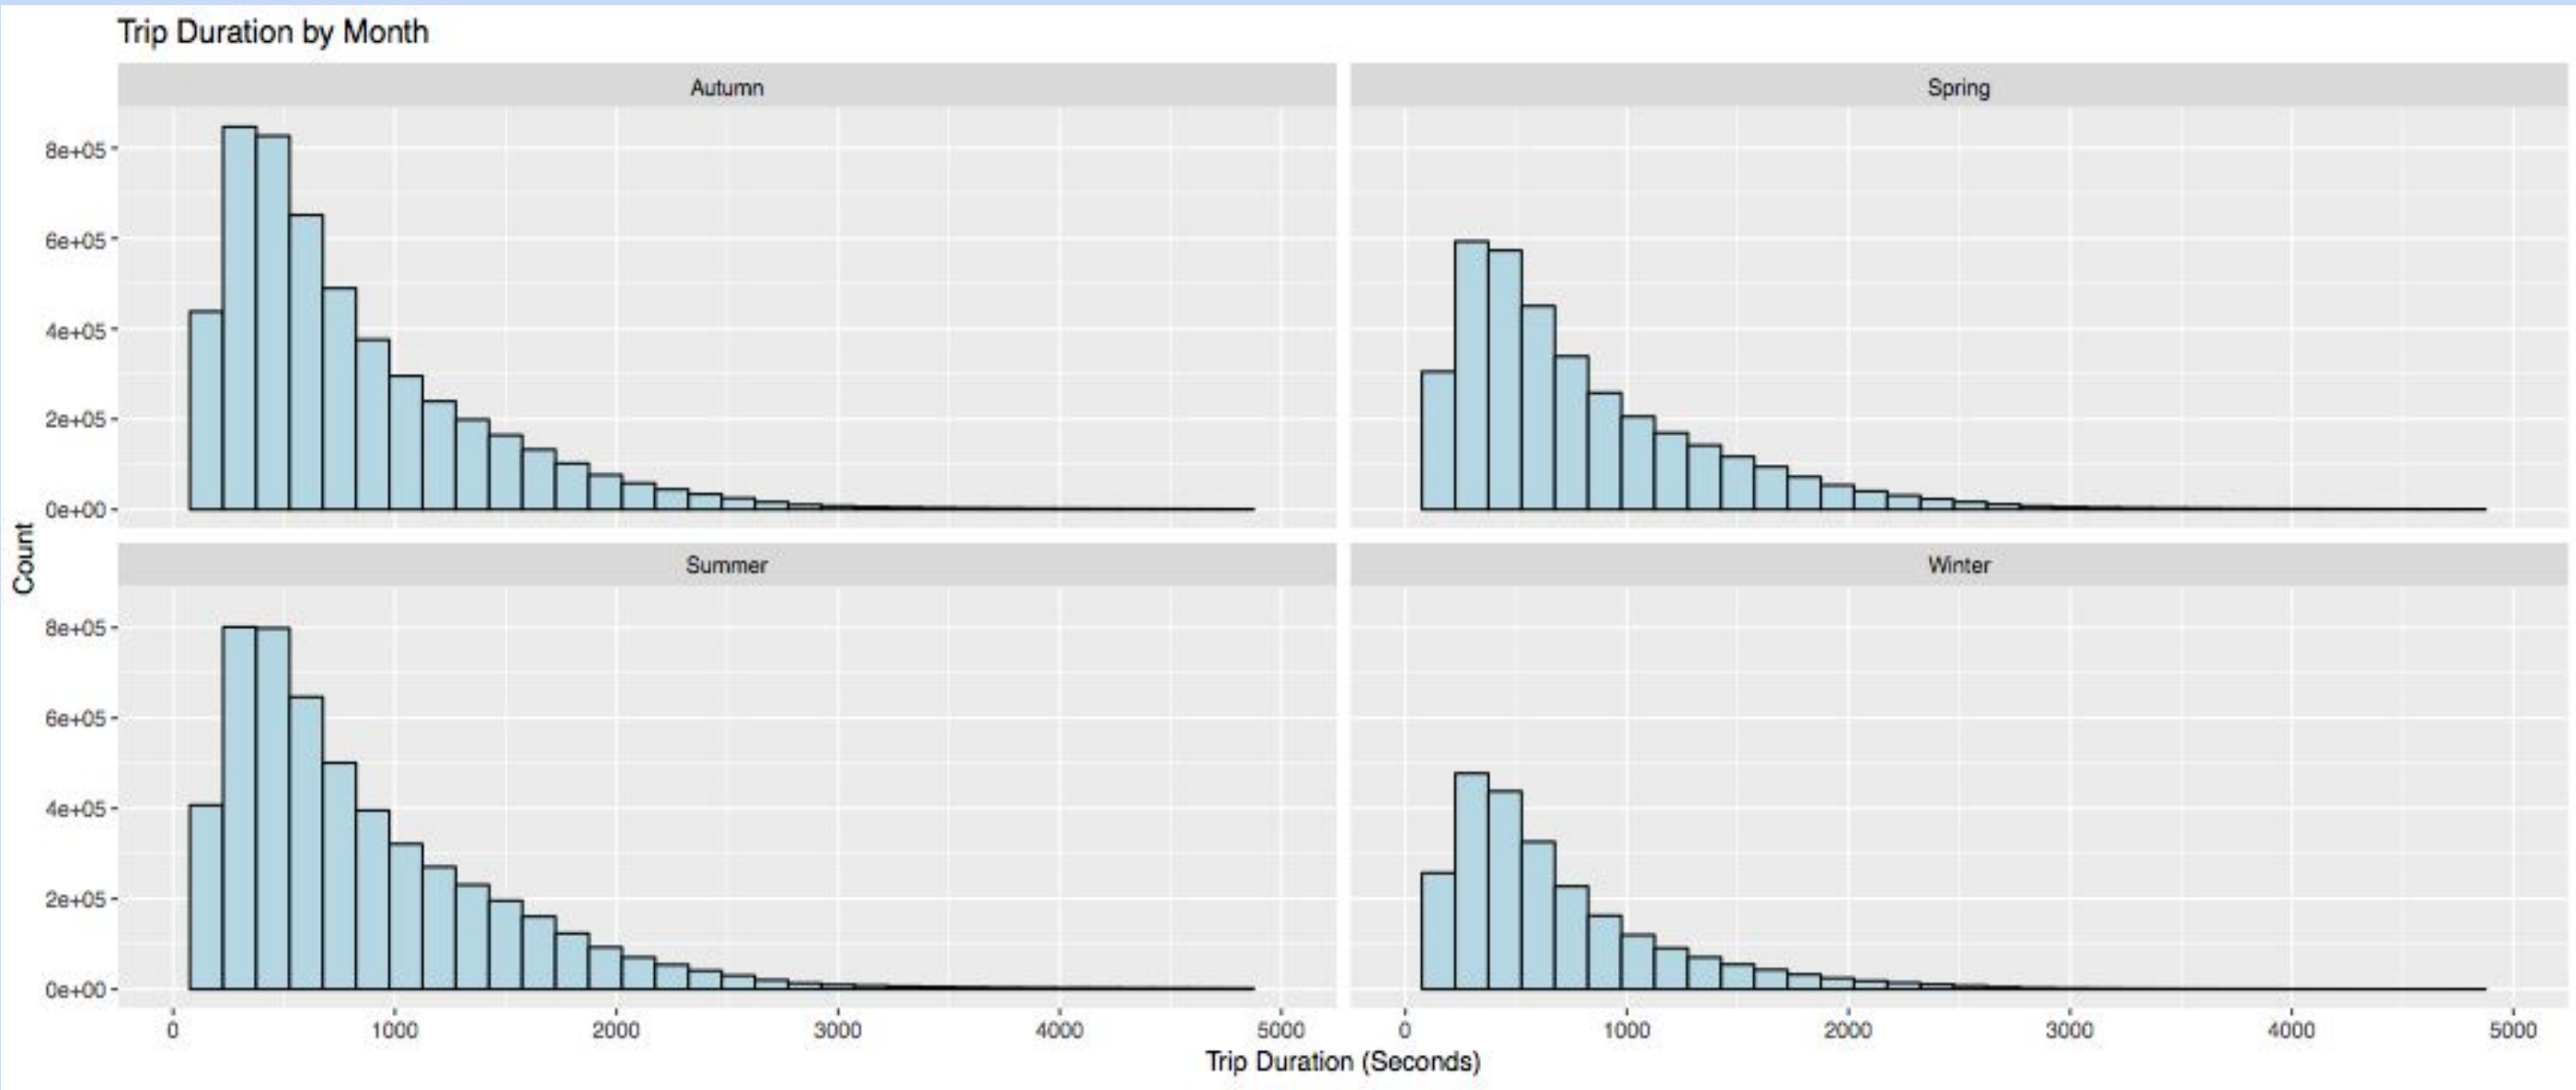 Trip Duration by Month
Autumn
Spring
8e+05
6e+05
4e+05
2e+05
0e+00
Count
Summer
Winter
8e+05
6e+05
4e+05
2e+05
0e+00
0 1000 2000 3000 4000 5000
0 1000 2000 3000 4000 5000
Trip Duration (Seconds)